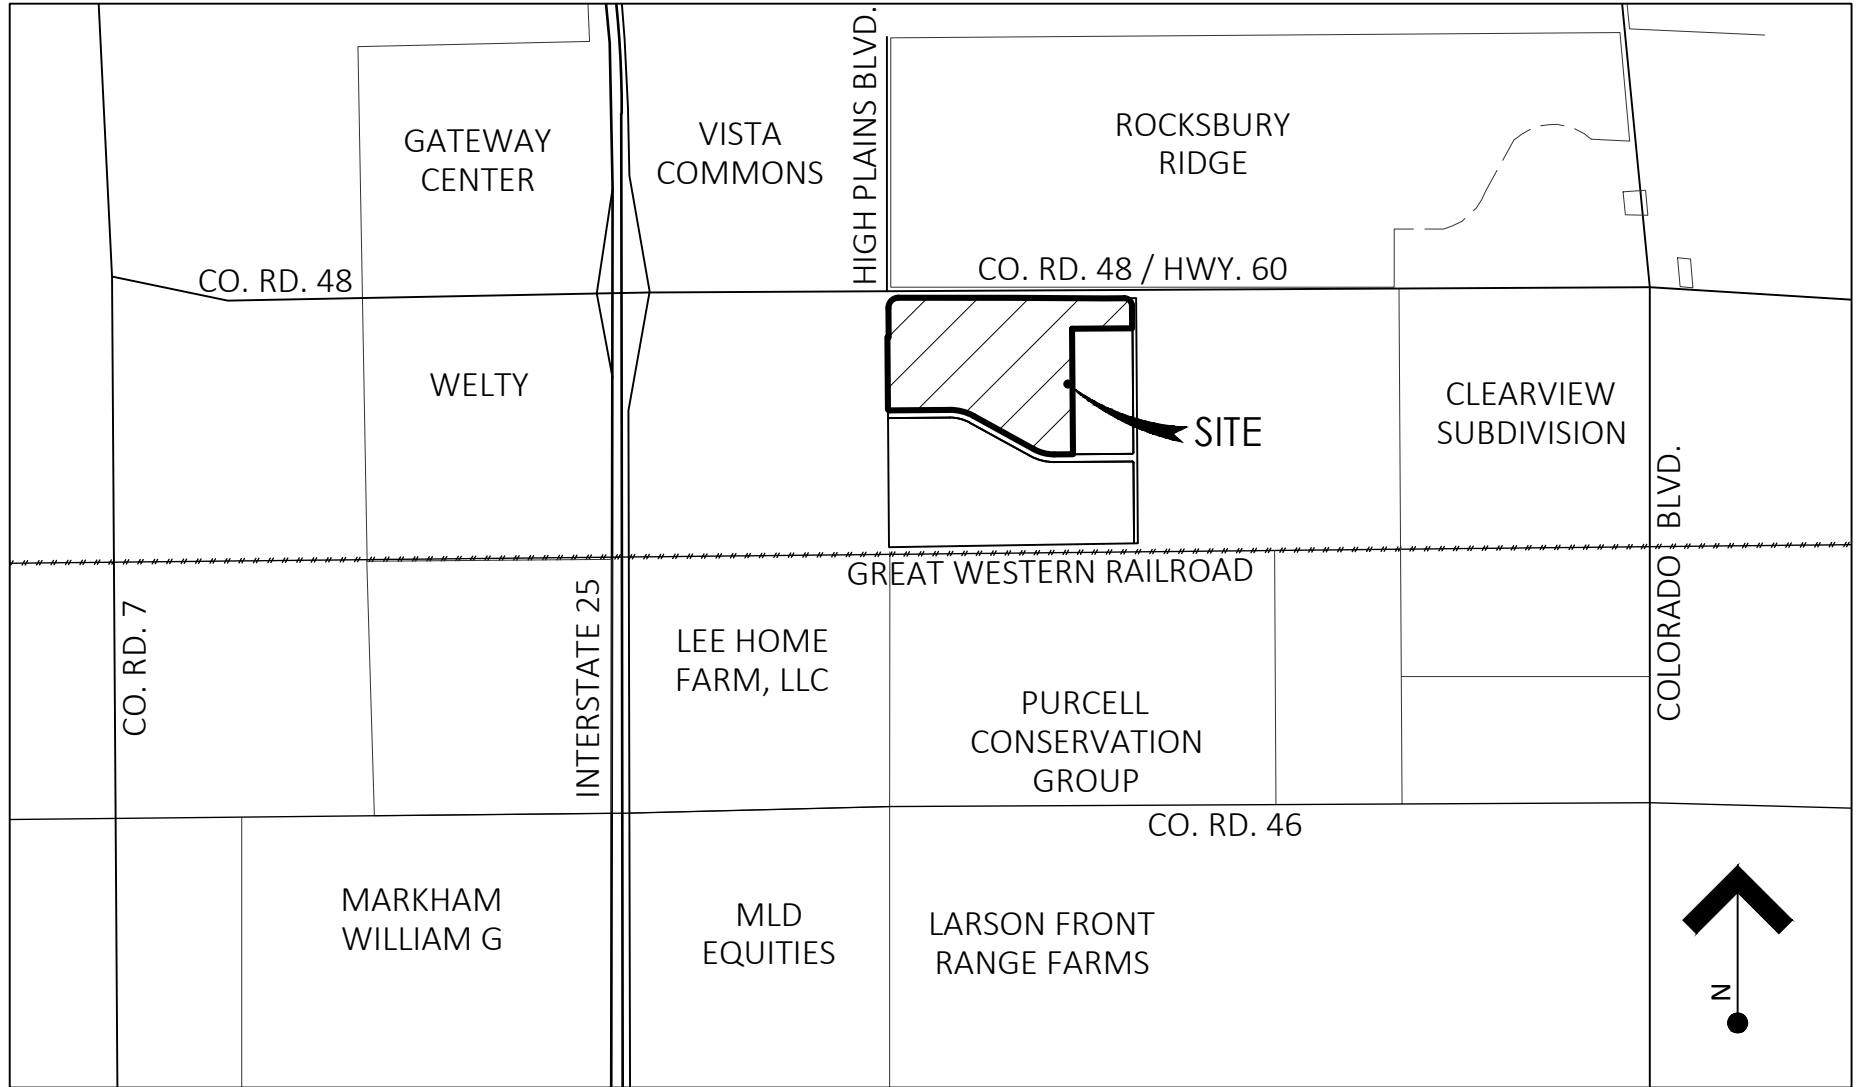 HIGH PLAINS BLVD.
GATEWAY
CENTER
VISTA
COMMONS
ROCKSBURY
RIDGE
CO. RD. 48
CO. RD. 48 / HWY. 60
WELTY
SITE
CLEARVIEW
SUBDIVISION
GREAT WESTERN RAILROAD
CO. RD. 7
INTERSTATE 25
LEE HOME
FARM, LLC
PURCELL
CONSERVATION
GROUP
COLORADO BLVD.
CO. RD. 46
MARKHAM
WILLIAM G
MLD
EQUITIES
LARSON FRONT
RANGE FARMS
N